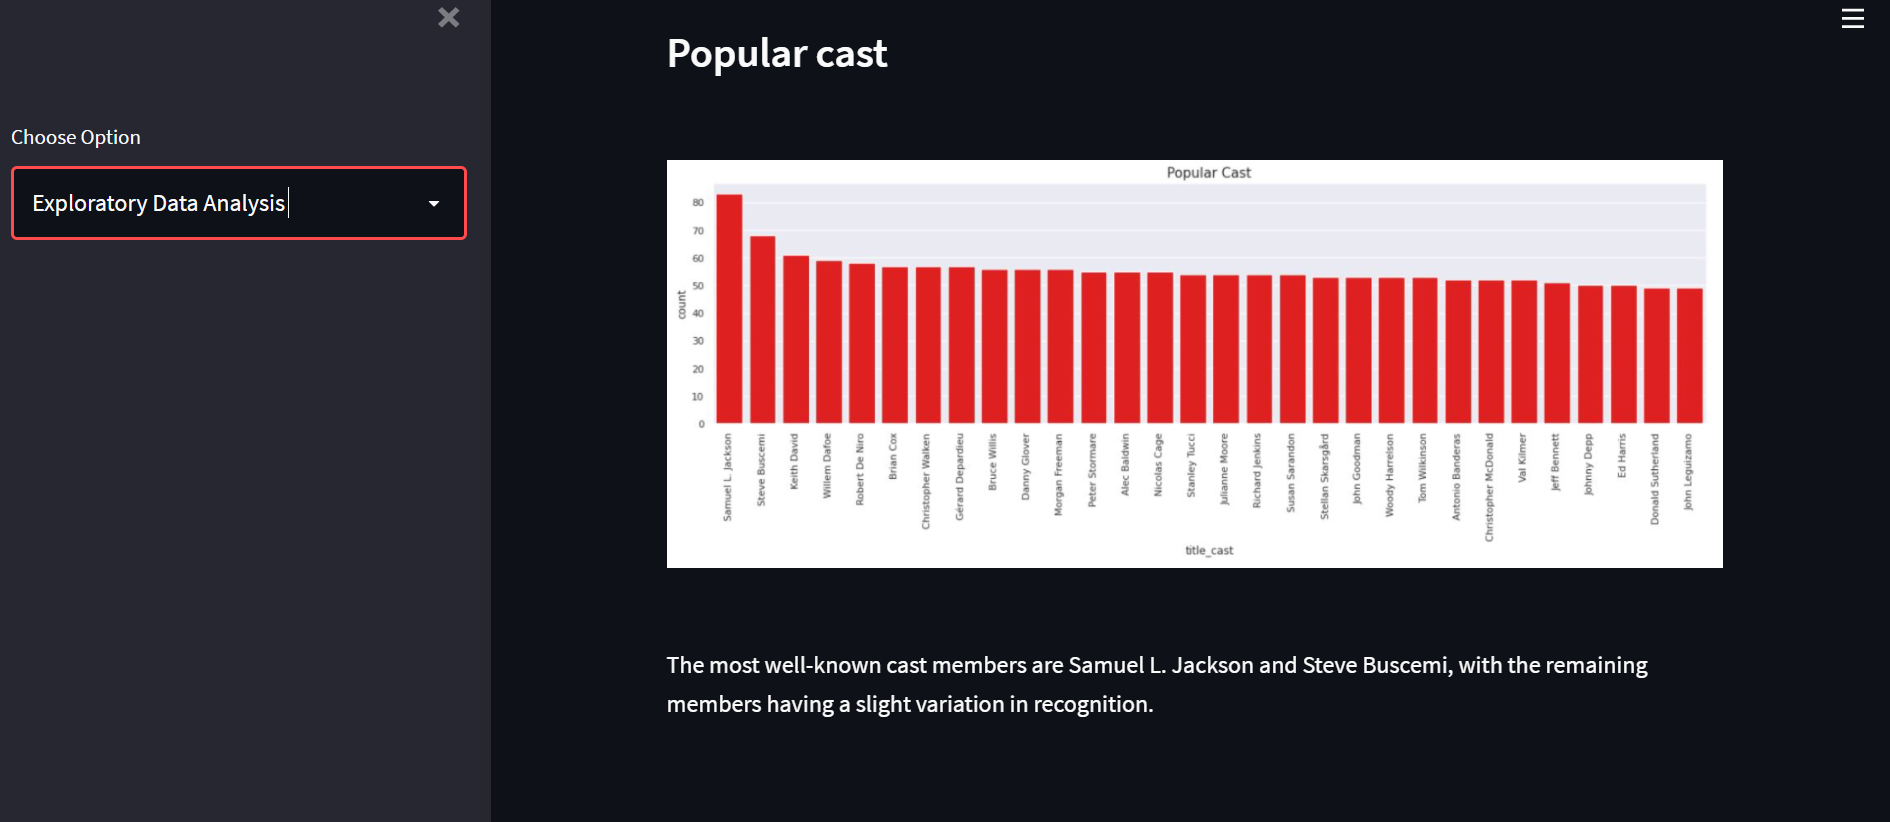 Choose Option
Exploratory Data Analysis
Popular cast
Popular Cast
count
80
70
60
50
40
30
20
10
0
Samuel L. Jackson
Steve Buscemi
Keith David
Willem Dafoe
Robert De Niro
Brian Cox
Christopher Walken
Gérard Depardieu
Bruce Willis
Danny Glover
Morgan Freeman
Peter Stormare
Alec Baldwin
Nicolas Cage
Stanley Tucci
Julianne Moore
Richard Jenkins
Susan Sarandon
Stellan Skarsgård
John Goodman
Woody Harrelson
Tom Wilkinson
Antonio Banderas
Christopher McDonald
Val Kilmer
Jeff Bennett
Johnny Depp
Ed Harris
Donald Sutherland
John Leguizamo
title_cast
The most well-known cast members are Samuel L. Jackson and Steve Buscemi, with the remaining
members having a slight variation in recognition.